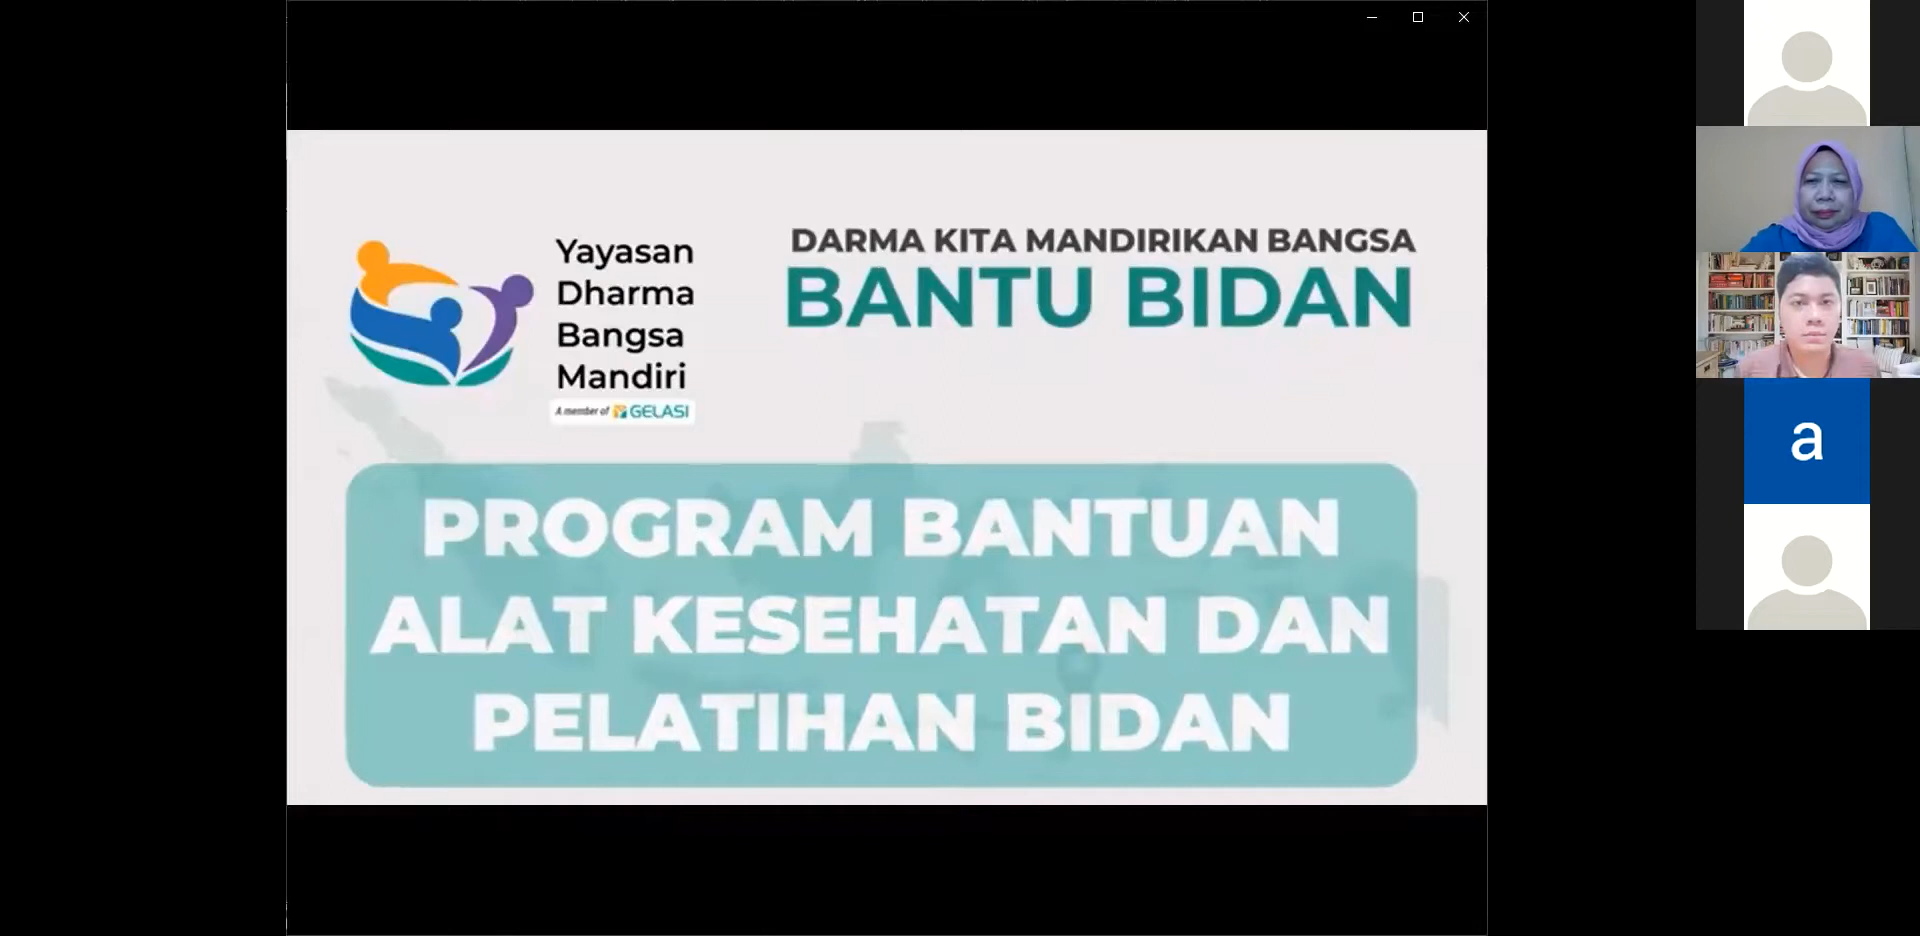 Yayasan
Dharma
Bangsa
Mandiri
A member of GELASI
DARMA KITA MANDIRIKAN BANGSA
BANTU BIDAN
PROGRAM BANTUAN
ALAT KESEHATAN DAN
PELATIHAN BIDAN
a